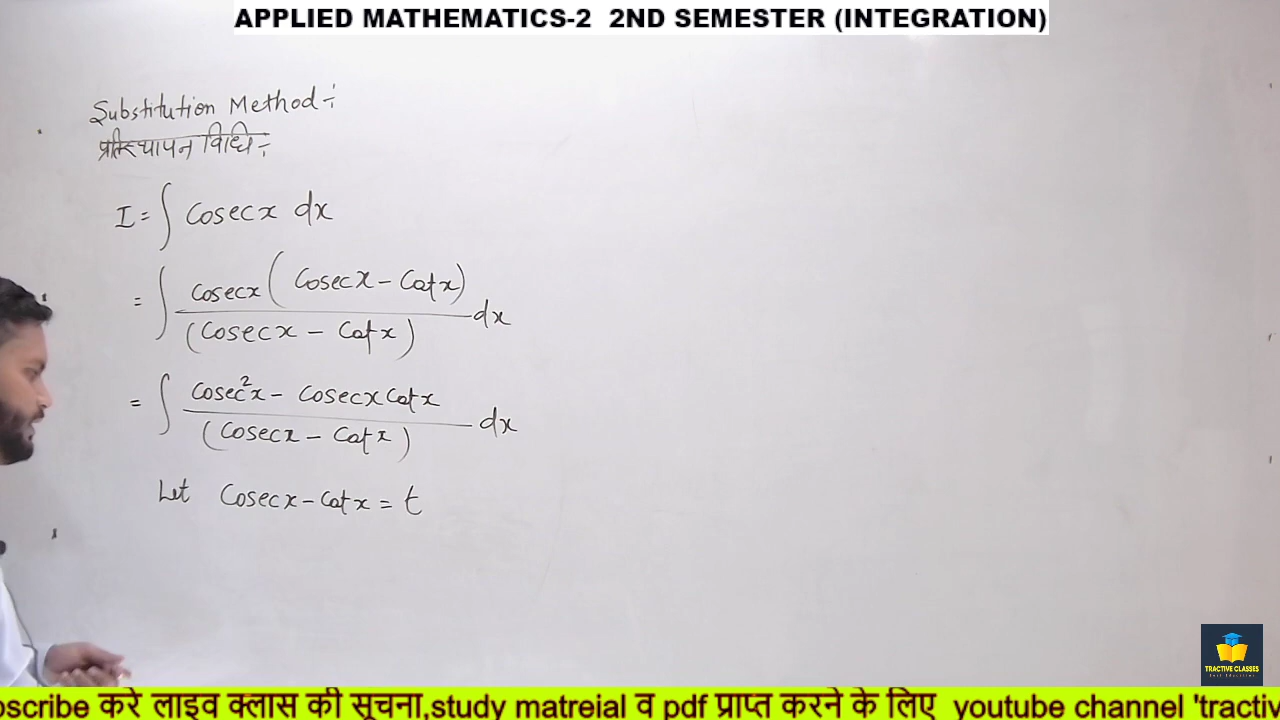 APPLIED MATHEMATICS-2 2ND SEMESTER (INTEGRATION)
Substitution Method :-
प्रतिस्थापन विधि :-
I = ∫ Cosecx dx
= ∫ Cosecx (Cosecx - Cotx) / (Cosecx - Cotx) dx
= ∫ Cosec²x - Cosecx Cotx / (Cosecx - Cotx) dx
Let Cosecx - Cotx = t
TRACTIVE CLASSES
scribe करे लाइव क्लास की सूचना,study matreial व pdf प्राप्त करने के लिए youtube channel 'tractiv